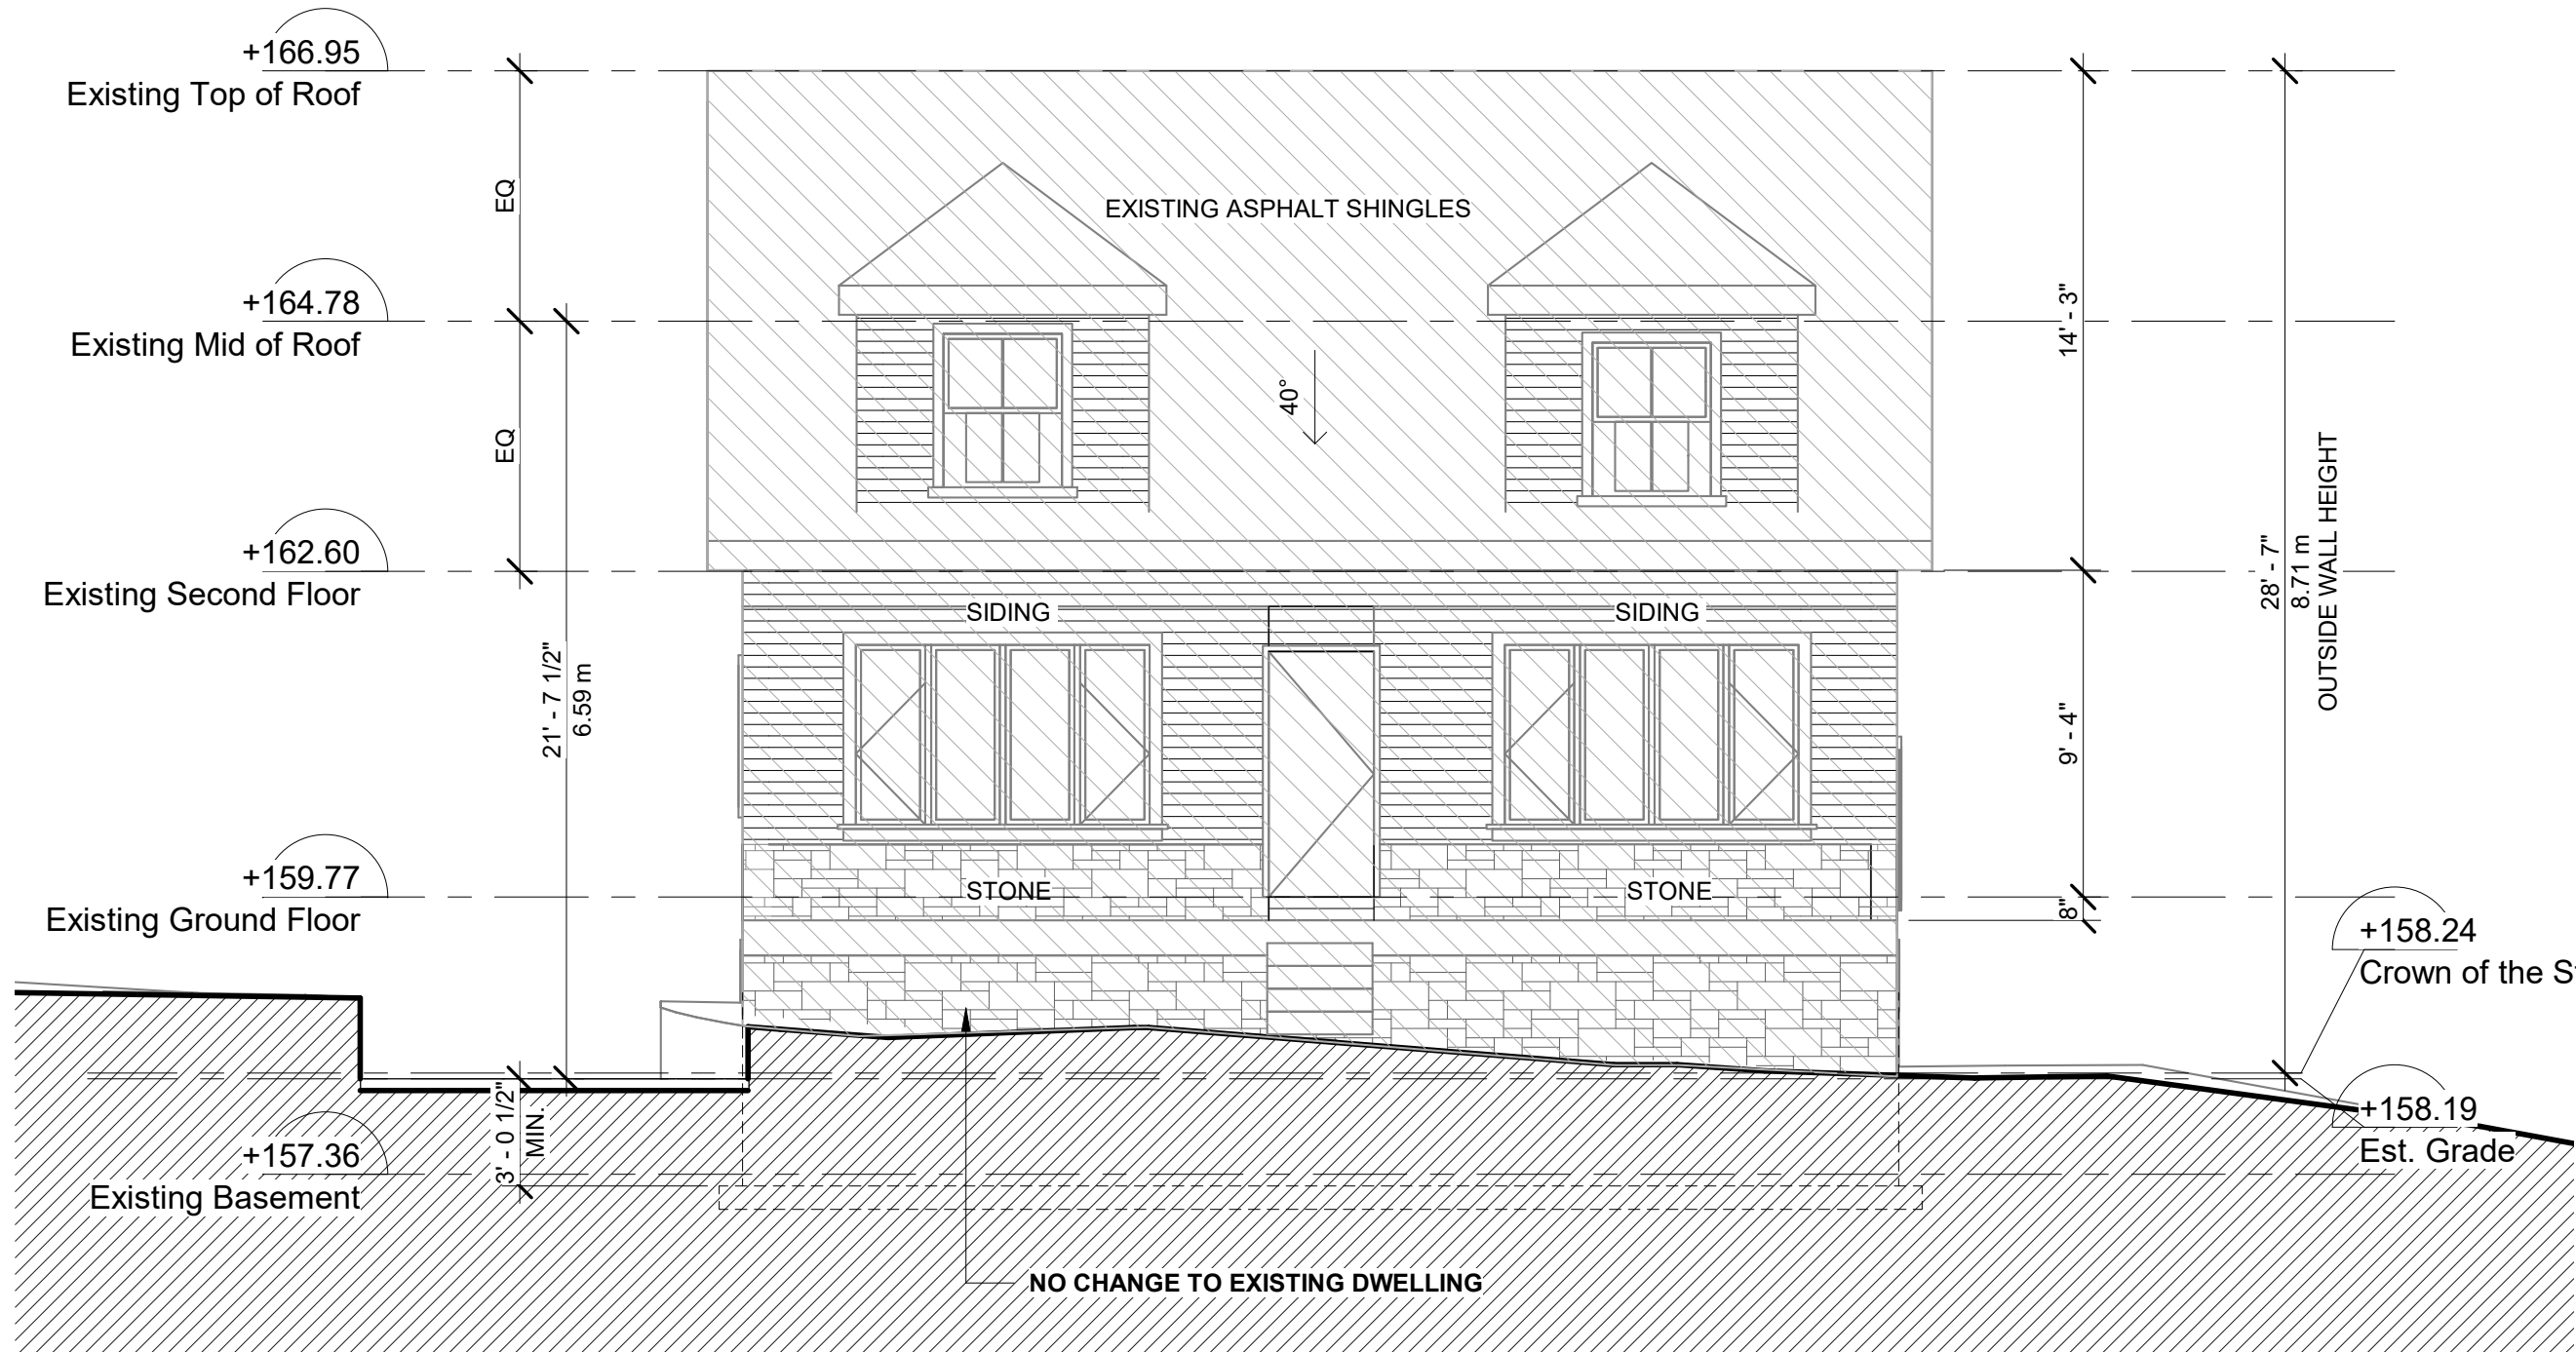 +166.95
Existing Top of Roof
EQ
EXISTING ASPHALT SHINGLES
+164.78
Existing Mid of Roof
14' - 3"
40°
EQ
+162.60
Existing Second Floor
28' - 7"
8.71 m
OUTSIDE WALL HEIGHT
SIDING
SIDING
21' - 7 1/2"
6.59 m
9' - 4"
+159.77
Existing Ground Floor
STONE
STONE
8"
+158.24
Crown of the S
3' - 0 1/2"
MIN.
+158.19
Est. Grade
+157.36
Existing Basement
NO CHANGE TO EXISTING DWELLING